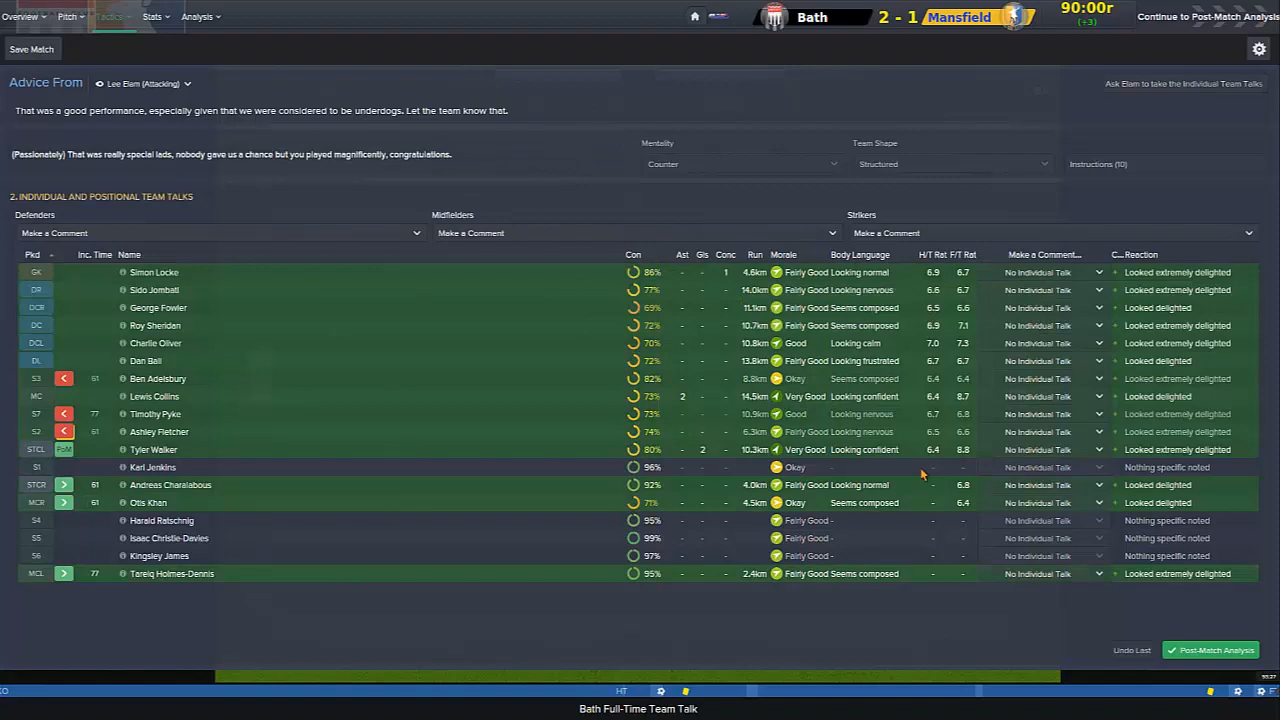 Overview Pitch Tactics Stats Analysis Bath 2 - 1 Mansfield 90:00r (+3) Continue to Post-Match Analysis
Save Match
Advice From Lee Elam (Attacking) Ask Elam to take the Individual Team Talks
That was a good performance, especially given that we were considered to be underdogs. Let the team know that.
Mentality Team Shape
(Passionately) That was really special lads, nobody gave us a chance but you played magnificently, congratulations.
Counter Structured Instructions (10)
2. INDIVIDUAL AND POSITIONAL TEAM TALKS
Defenders Midfielders Strikers
Make a Comment Make a Comment Make a Comment
Pkd Inc. Time Name Con Ast Gls Conc Run Morale Body Language H/T Rat F/T Rat Make a Comment... C... Reaction
GK Simon Locke 86% - - 1 4.6km Fairly Good Looking normal 6.9 6.7 No Individual Talk + Looked extremely delighted
DR Sido Jombati 77% - - - 14.0km Fairly Good Looking nervous 6.6 6.7 No Individual Talk + Looked extremely delighted
DCR George Fowler 69% - - - 11.1km Fairly Good Seems composed 6.5 6.6 No Individual Talk + Looked delighted
DC Roy Sheridan 72% - - - 10.7km Fairly Good Seems composed 6.9 7.1 No Individual Talk + Looked extremely delighted
DCL Charlie Oliver 70% - - - 10.8km Good Looking calm 7.0 7.3 No Individual Talk + Looked extremely delighted
DL Dan Ball 72% - - - 13.8km Fairly Good Looking frustrated 6.7 6.7 No Individual Talk + Looked delighted
S3 61 Ben Adelsbury 82% - - - 8.8km Okay Seems composed 6.4 6.4 No Individual Talk + Looked extremely delighted
MC Lewis Collins 73% 2 - - 14.5km Very Good Looking confident 6.4 8.7 No Individual Talk + Looked delighted
S7 77 Timothy Pyke 73% - - - 10.9km Good Looking nervous 6.7 6.8 No Individual Talk + Looked extremely delighted
S2 61 Ashley Fletcher 74% - - - 6.3km Fairly Good Looking nervous 6.5 6.6 No Individual Talk + Looked extremely delighted
STCL PoM Tyler Walker 80% - 2 - 10.3km Very Good Looking confident 6.4 8.8 No Individual Talk + Looked extremely delighted
S1 Karl Jenkins 96% Okay - - - No Individual Talk Nothing specific noted
STCR 61 Andreas Charalabous 92% - - - 4.0km Fairly Good Looking normal - 6.8 No Individual Talk + Looked delighted
MCR 61 Otis Khan 71% - - - 4.5km Okay Seems composed - 6.4 No Individual Talk + Looked delighted
S4 Harald Ratschnig 95% - - - Fairly Good - - - No Individual Talk Nothing specific noted
S5 Isaac Christie-Davies 99% - - - Fairly Good - - - No Individual Talk Nothing specific noted
S6 Kingsley James 97% - - - Fairly Good - - - No Individual Talk Nothing specific noted
MCL 77 Tareiq Holmes-Dennis 95% - - - 2.4km Fairly Good Seems composed - - No Individual Talk + Looked extremely delighted
Undo Last Post-Match Analysis
HT
Bath Full-Time Team Talk